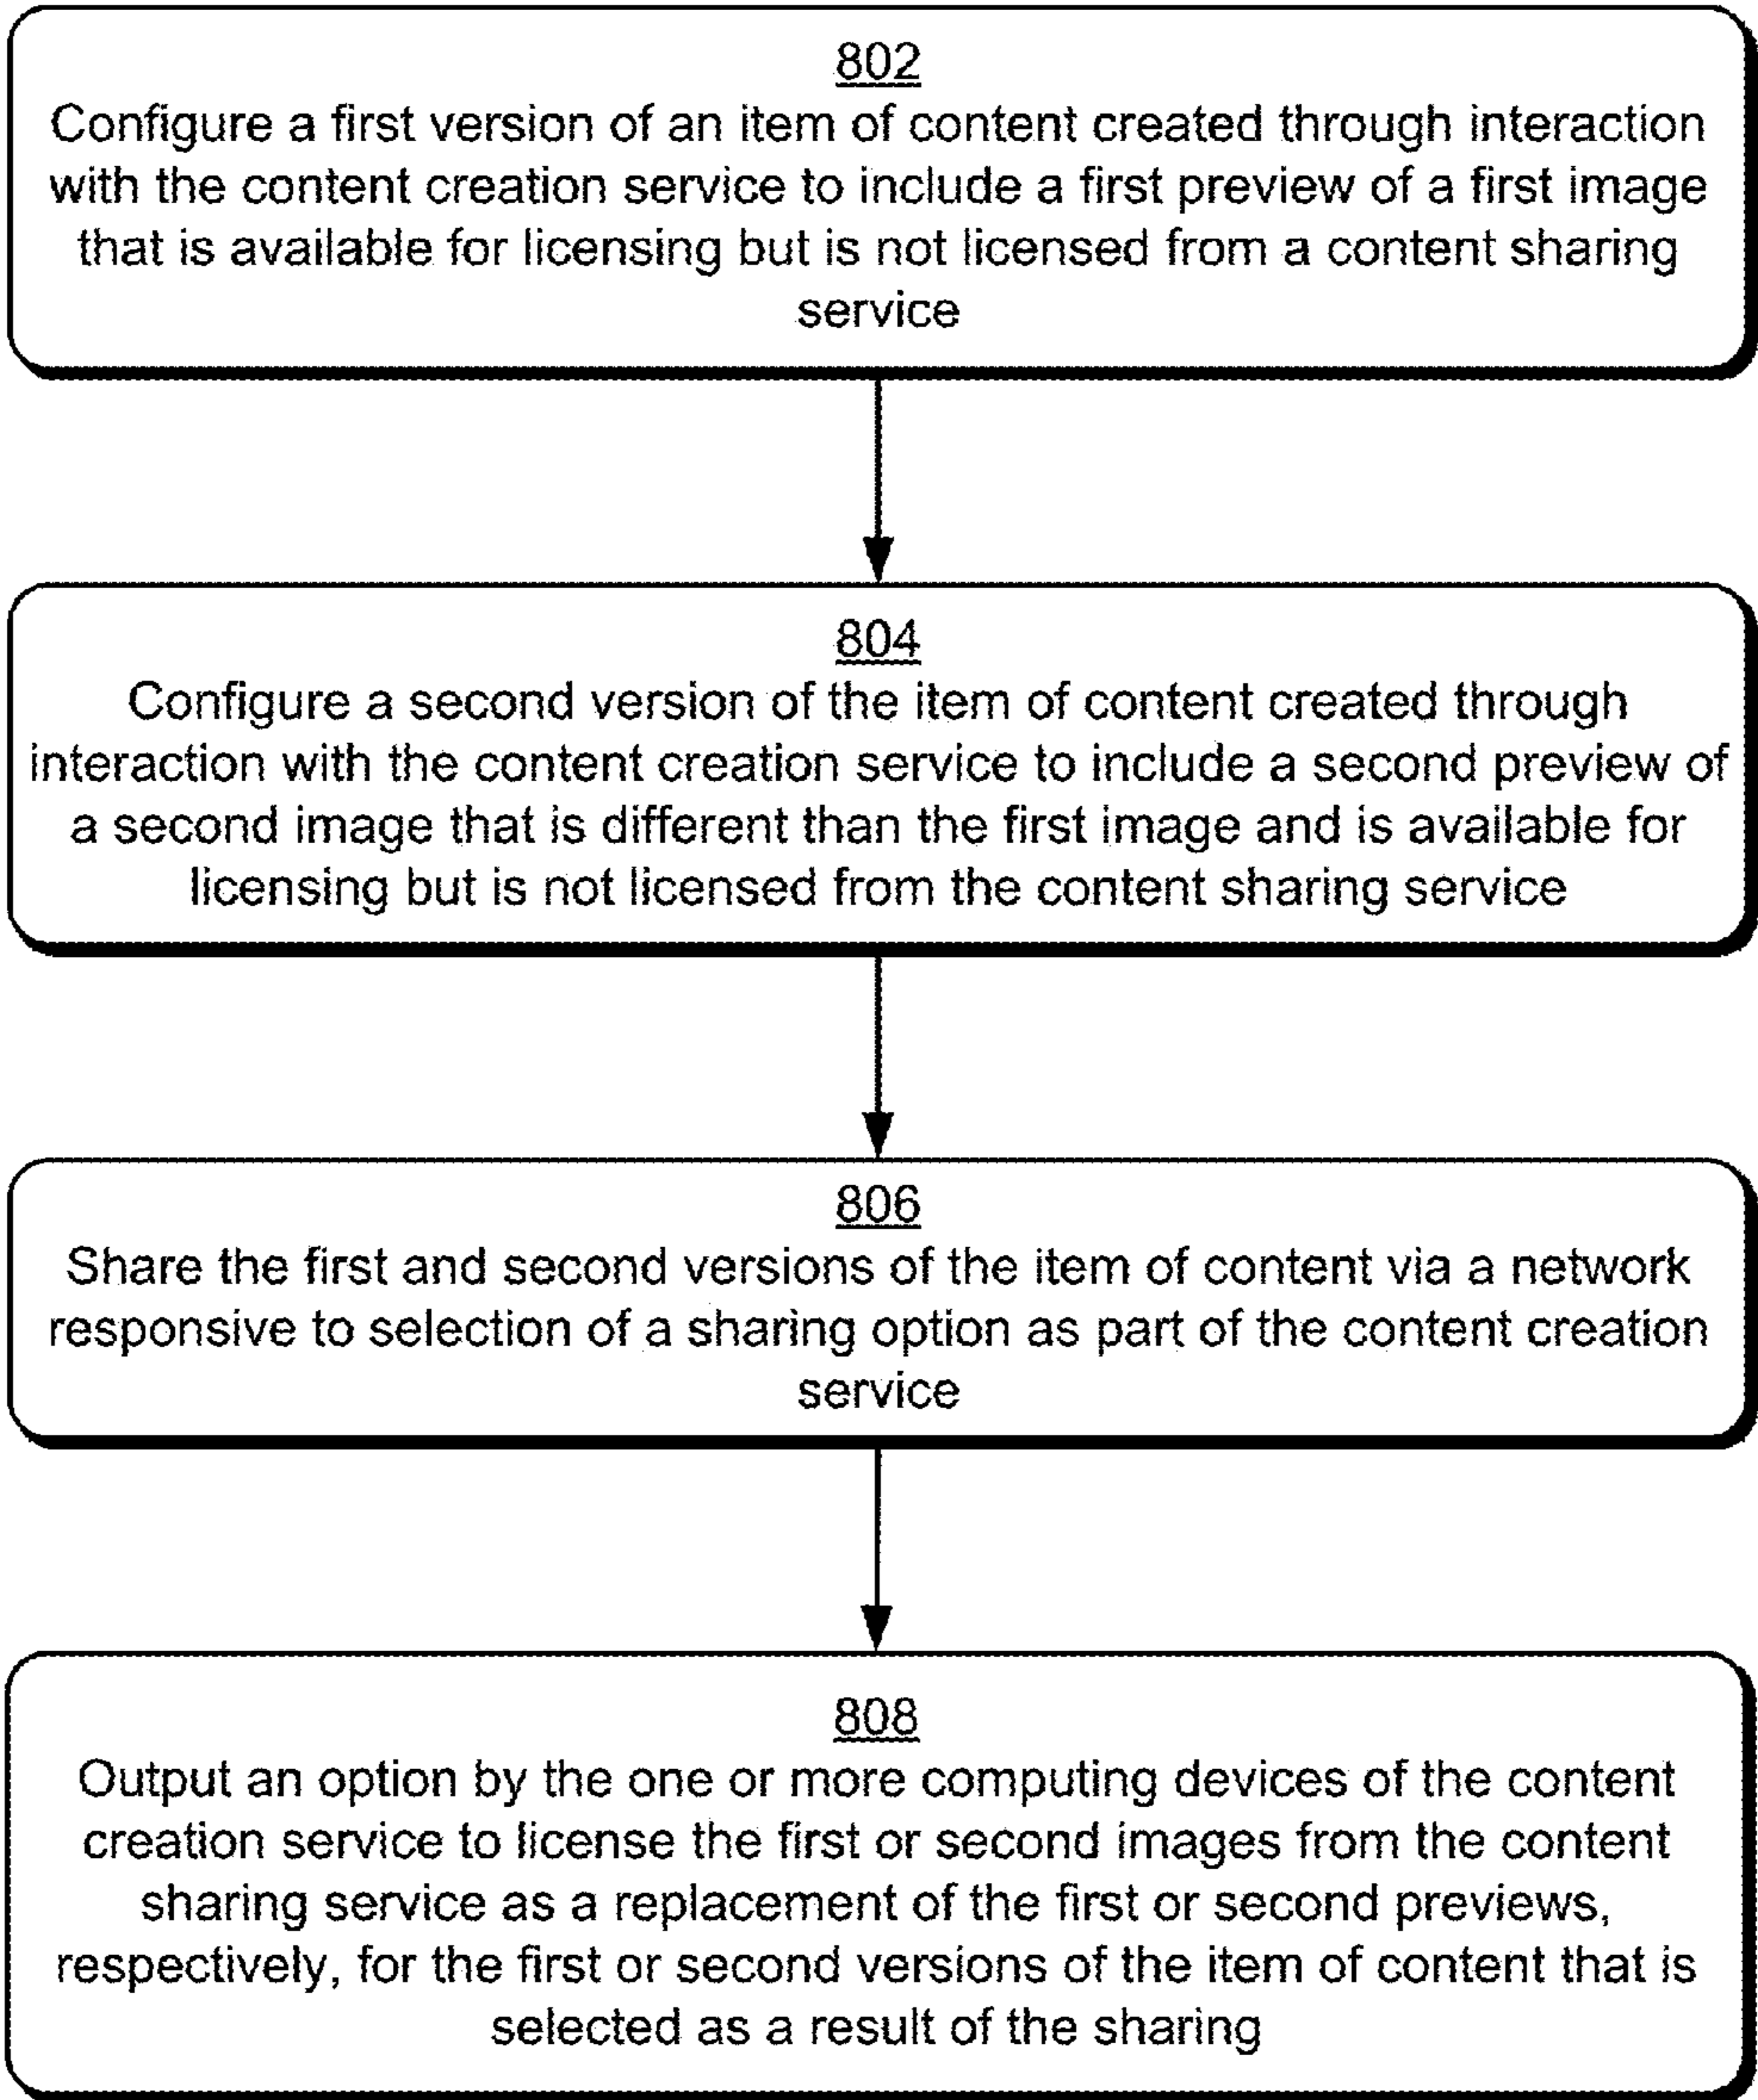 802
Configure a first version of an item of content created through interaction
with the content creation service to include a first preview of a first image
that is available for licensing but is not licensed from a content sharing
service
804
Configure a second version of the item of content created through
interaction with the content creation service to include a second preview of
a second image that is different than the first image and is available for
licensing but is not licensed from the content sharing service
806
Share the first and second versions of the item of content via a network
responsive to selection of a sharing option as part of the content creation
service
808
Output an option by the one or more computing devices of the content
creation service to license the first or second images from the content
sharing service as a replacement of the first or second previews,
respectively, for the first or second versions of the item of content that is
selected as a result of the sharing